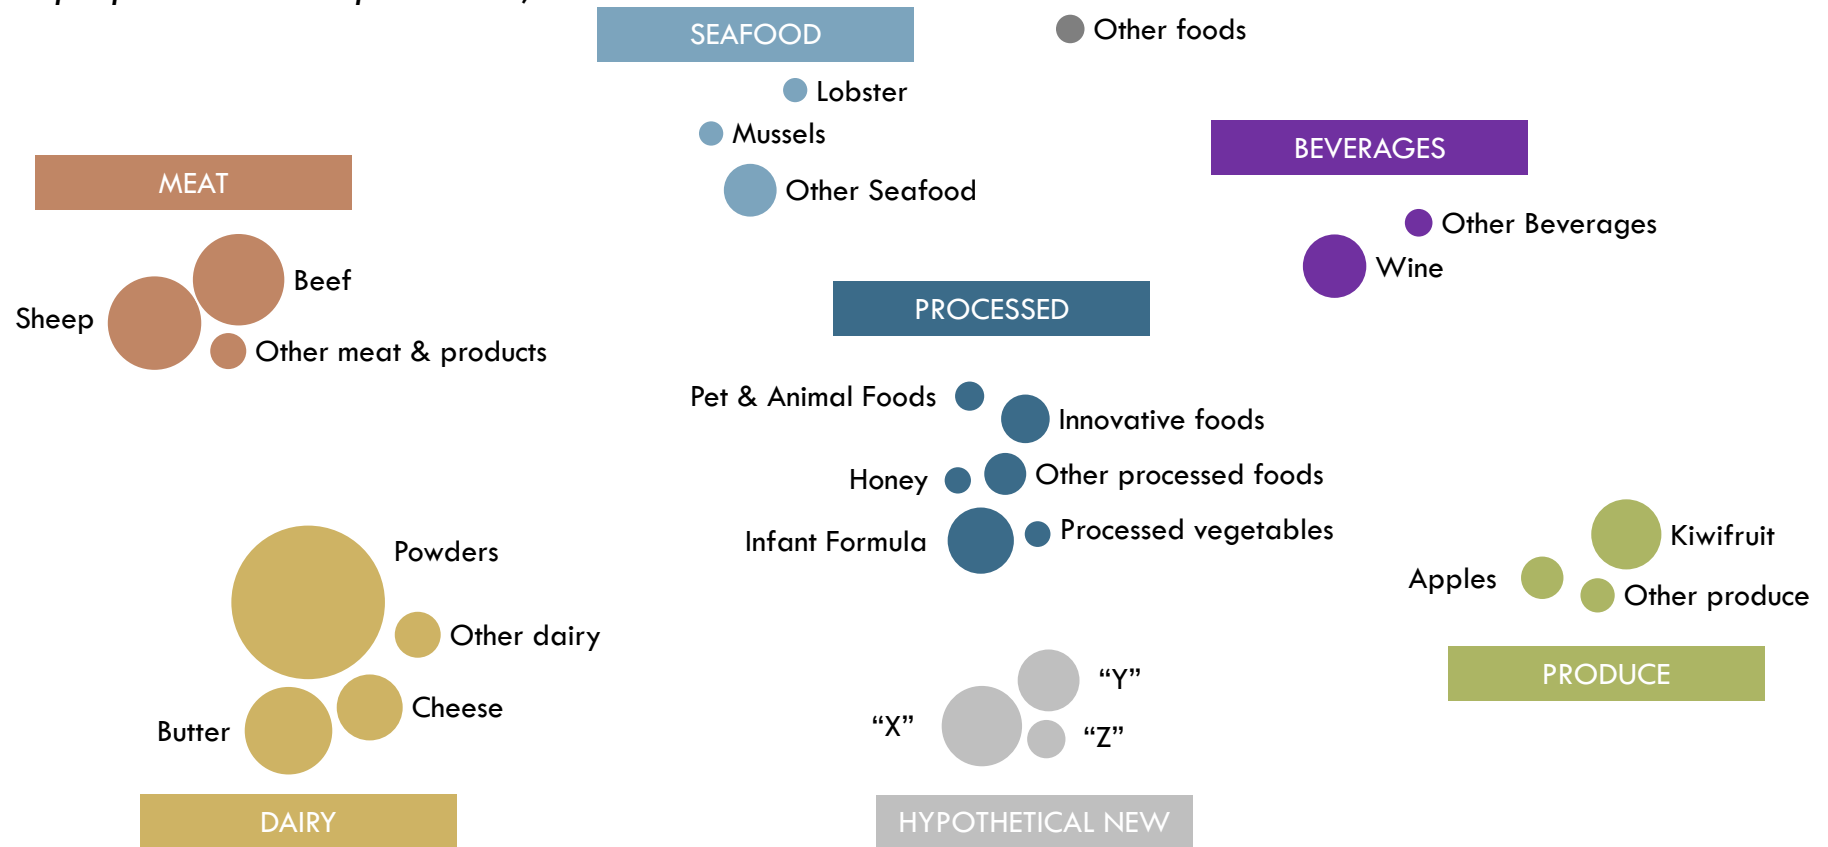 SEAFOOD
Other foods
Lobster
Mussels
Other Seafood
BEVERAGES
Other Beverages
Wine
MEAT
Beef
Sheep
Other meat & products
PROCESSED
Pet & Animal Foods
Innovative foods
Honey
Other processed foods
Infant Formula
Processed vegetables
Kiwifruit
Apples
Other produce
PRODUCE
Powders
Other dairy
Cheese
Butter
DAIRY
“Y”
“X”
“Z”
HYPOTHETICAL NEW